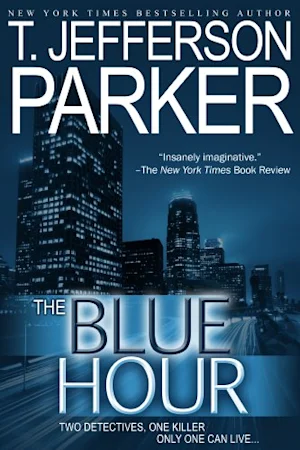 NEW YORK TIMES BESTSELLING AUTHOR
T. JEFFERSON
PARKER
"Insanely imaginative."
–The New York Times Book Review
THE
BLUE
HOUR
TWO DETECTIVES, ONE KILLER
ONLY ONE CAN LIVE...